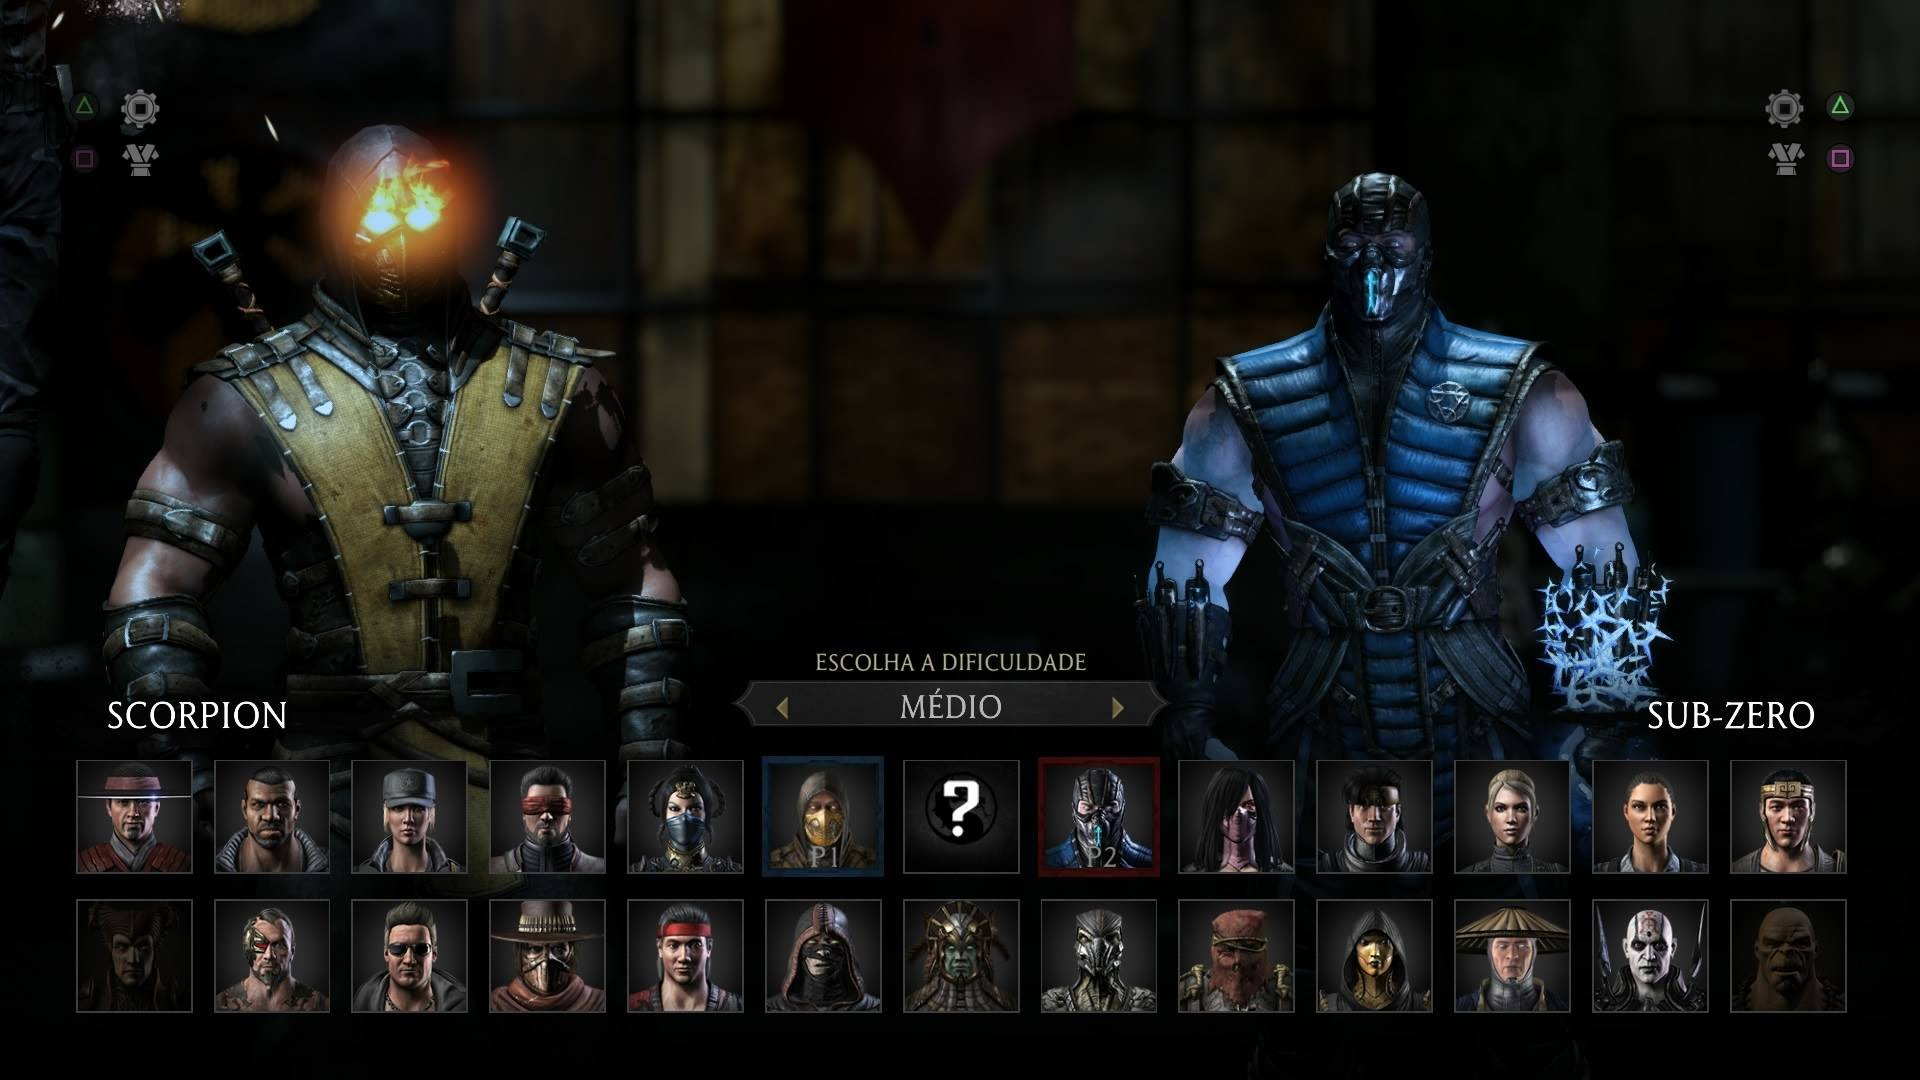 ESCOLHA A DIFICULDADE
MÉDIO
SCORPION
SUB-ZERO
P1
?
P2